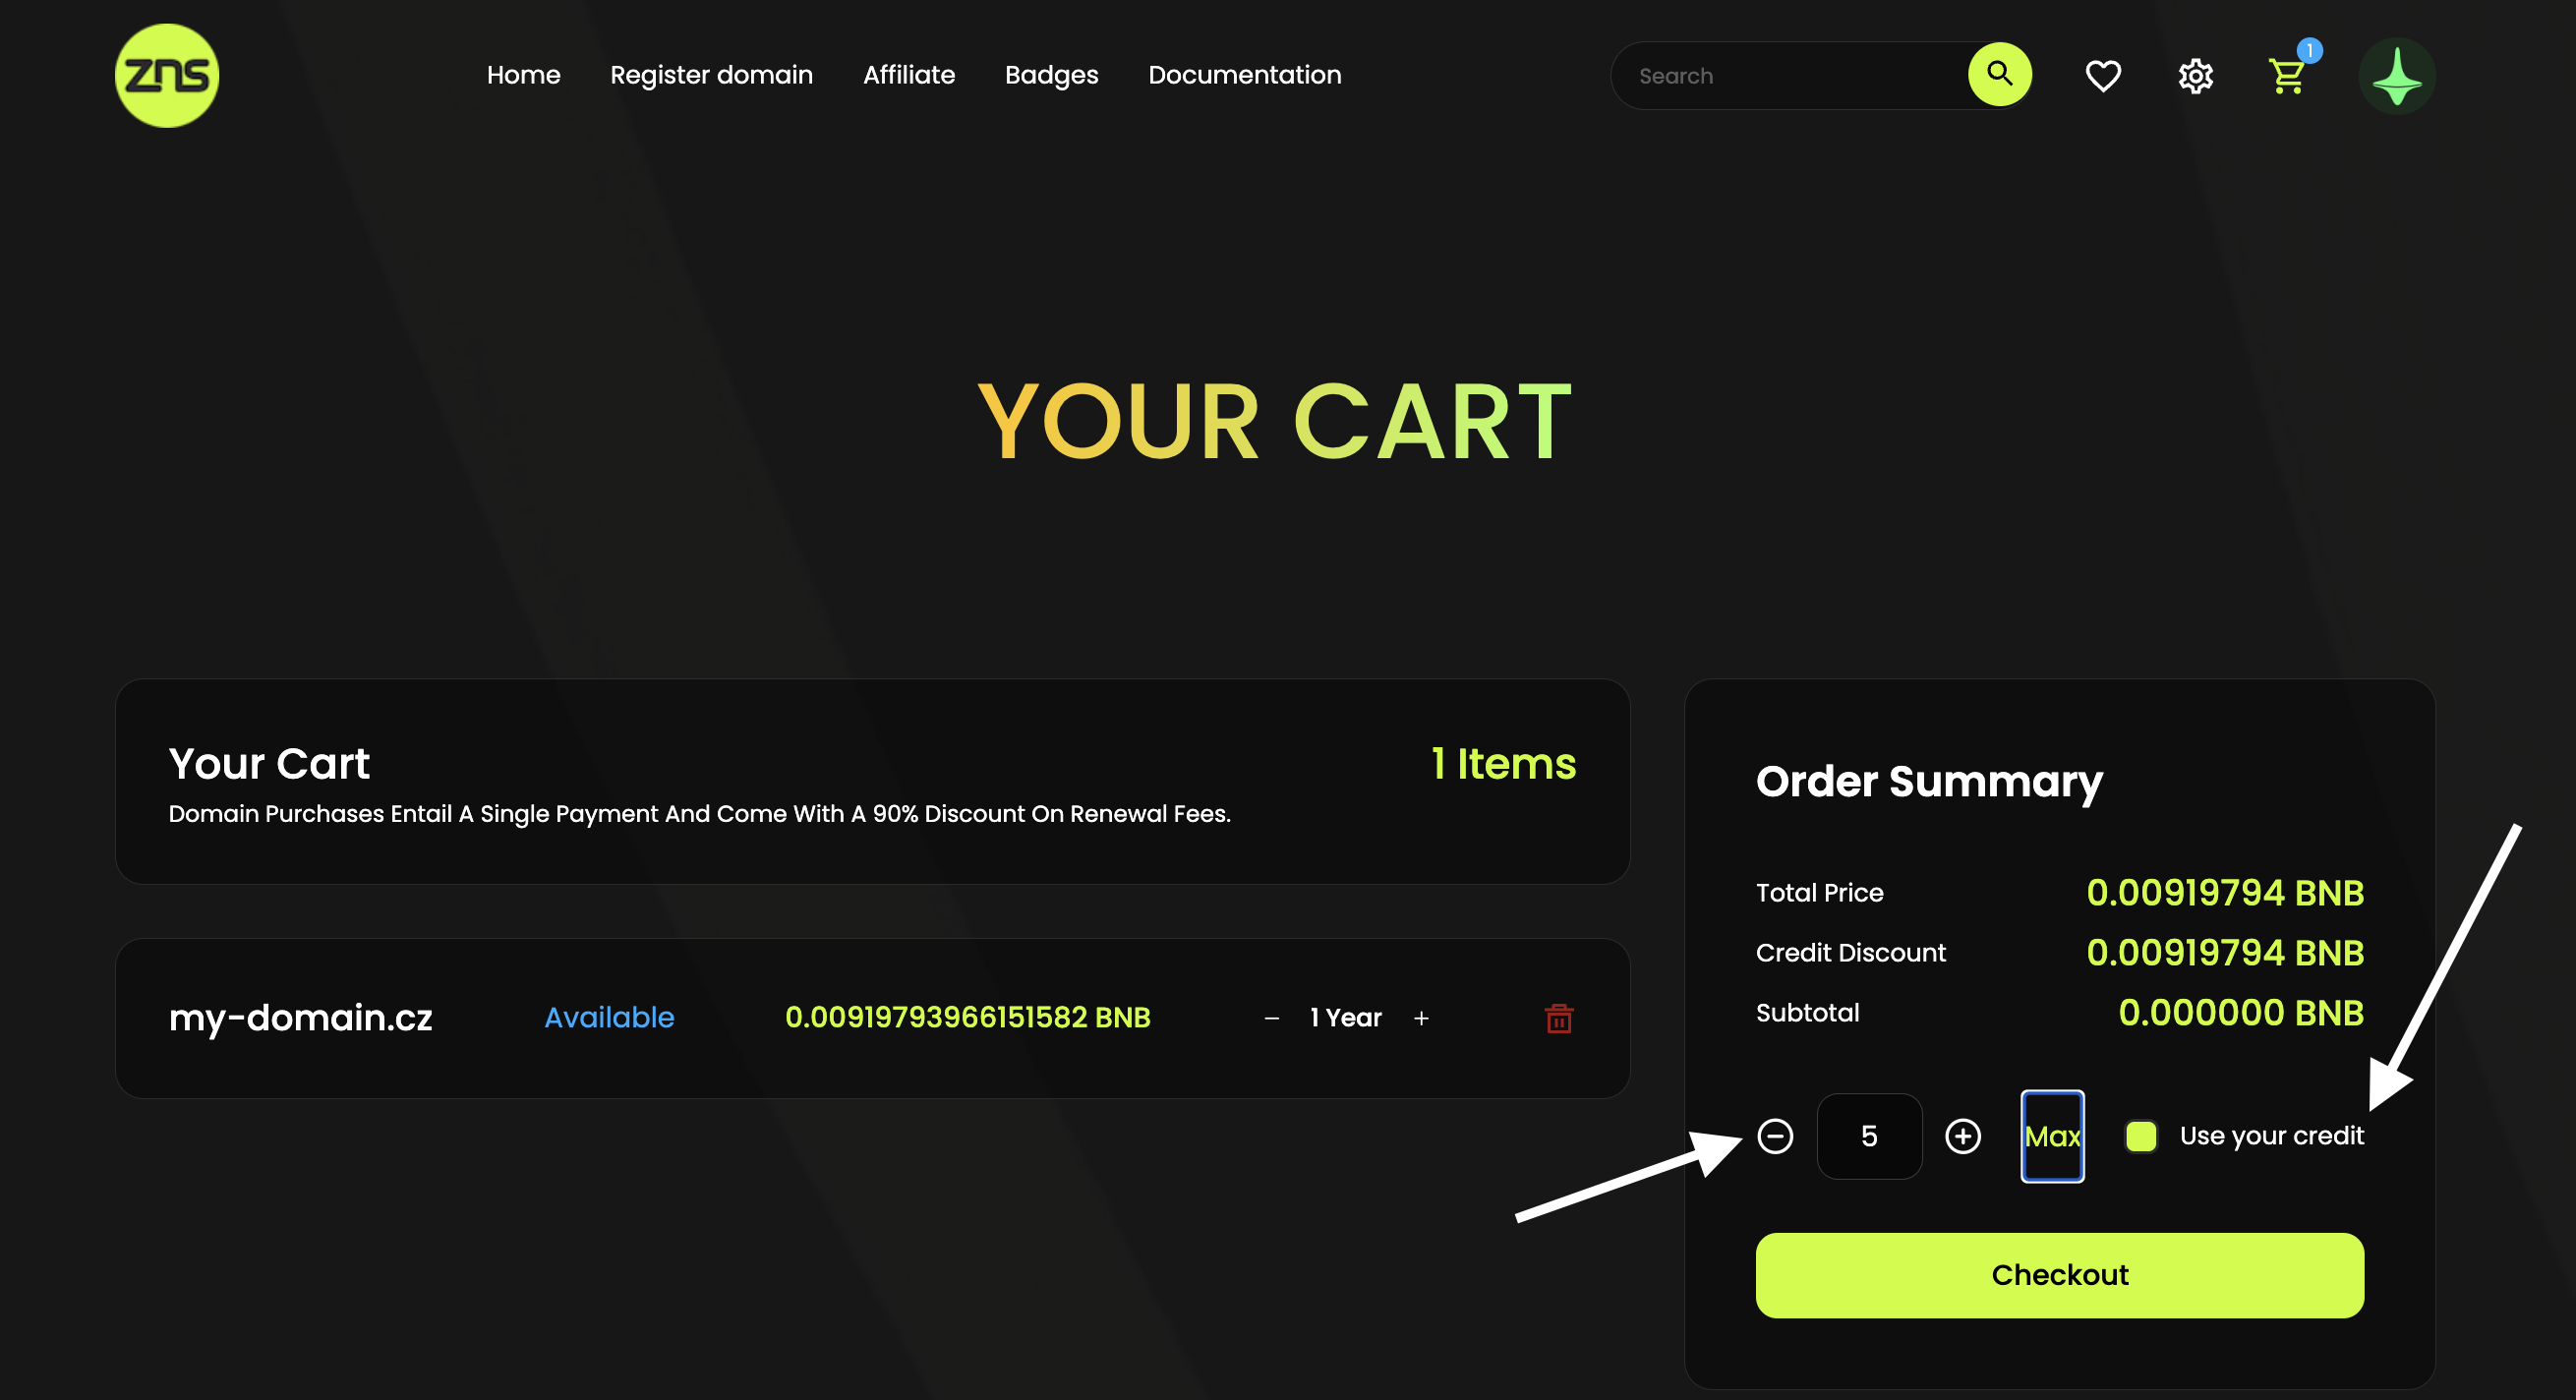 ZNS
Home
Register domain
Affiliate
Badges
Documentation
Search
1
YOUR CART
Your Cart
1 Items
Domain Purchases Entail A Single Payment And Come With A 90% Discount On Renewal Fees.
my-domain.cz
Available
0.00919793966151582 BNB
− 1 Year +
Order Summary
Total Price 0.00919794 BNB
Credit Discount 0.00919794 BNB
Subtotal 0.000000 BNB
5
Max
Use your credit
Checkout